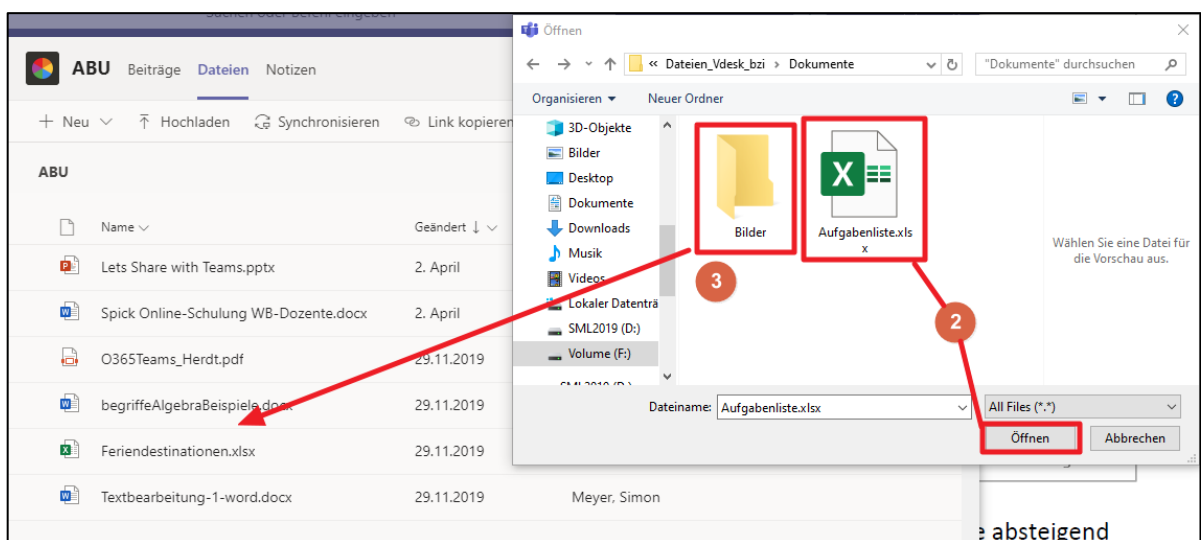 Suchen oder Befehl eingeben
ABU Beiträge Dateien Notizen
+ Neu Hochladen Synchronisieren Link kopieren
ABU
Name Geändert ↓
Lets Share with Teams.pptx 2. April
Spick Online-Schulung WB-Dozente.docx 2. April
O365Teams_Herdt.pdf 29.11.2019
begriffeAlgebraBeispiele.docx 29.11.2019
Feriendestinationen.xlsx 29.11.2019
Textbearbeitung-1-word.docx 29.11.2019 Meyer, Simon
Öffnen
« Dateien_Vdesk_bzi › Dokumente
"Dokumente" durchsuchen
Organisieren Neuer Ordner
3D-Objekte
Bilder
Desktop
Dokumente
Downloads
Musik
Videos
Lokaler Datenträ
SML2019 (D:)
Volume (F:)
SML2019 (D:)
Bilder
Aufgabenliste.xls
x
3
2
Wählen Sie eine Datei für
die Vorschau aus.
Dateiname: Aufgabenliste.xlsx All Files (*.*)
Öffnen Abbrechen
e absteigend